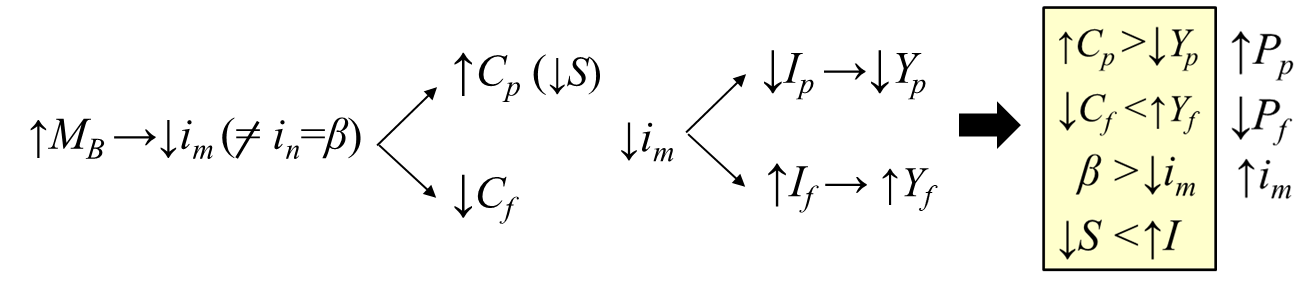 ↑M_B → ↓i_m (≠ i_n=β)
↑C_p (↓S)
↓C_f
↓i_m
↓I_p → ↓Y_p
↑I_f → ↑Y_f
↑C_p > ↓Y_p
↓C_f < ↑Y_f
β > ↓i_m
↓S < ↑I
↑P_p
↓P_f
↑i_m